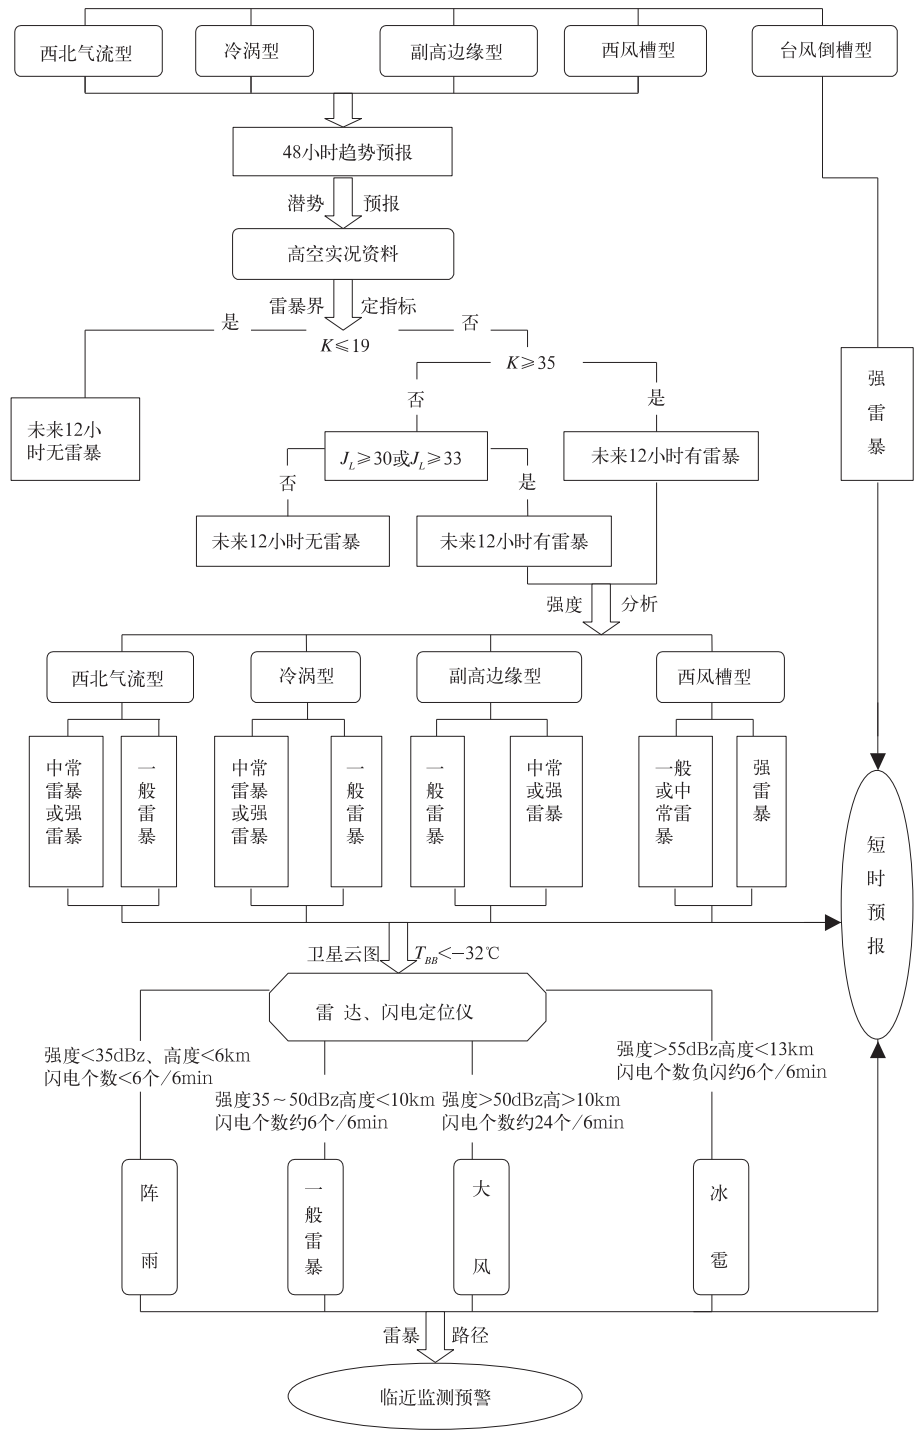 西北气流型
冷涡型
副高边缘型
西风槽型
台风倒槽型
48小时趋势预报
潜势 预报
高空实况资料
雷暴界 定指标
是
否
K≤19
K≥35
否
是
强
雷
暴
未来12小
时无雷暴
J_L≥30或J_L≥33
未来12小时有雷暴
否
是
未来12小时无雷暴
未来12小时有雷暴
强度 分析
西北气流型
冷涡型
副高边缘型
西风槽型
中常
雷暴
或强
雷暴
一
般
雷
暴
中常
雷暴
或强
雷暴
一
般
雷
暴
一
般
雷
暴
中常
或强
雷暴
一般
或中
常雷
暴
强
雷
暴
短
时
预
报
卫星云图 T_BB<−32℃
雷 达、闪电定位仪
强度<35dBz、高度<6km
闪电个数<6个/6min
强度35～50dBz高度<10km
闪电个数约6个/6min
强度>50dBz高>10km
闪电个数约24个/6min
强度>55dBz高度<13km
闪电个数负闪约6个/6min
阵
雨
一
般
雷
暴
大
风
冰
雹
雷暴 路径
临近监测预警